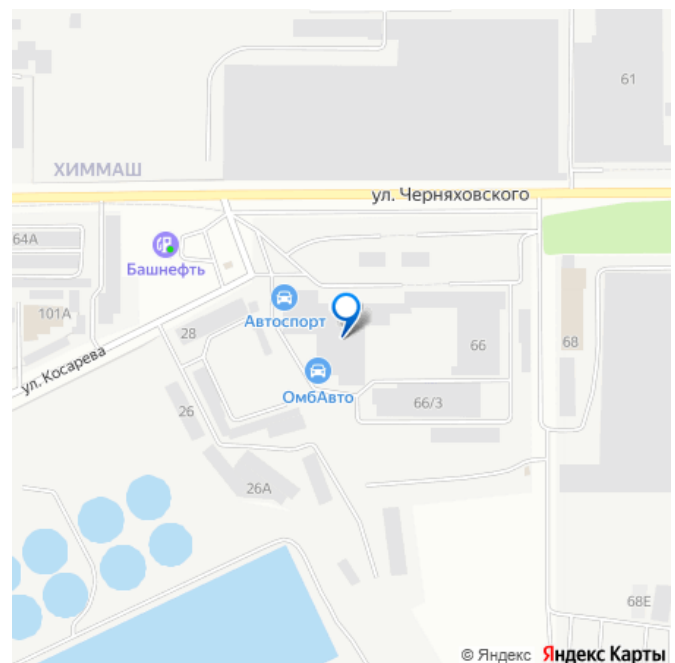 61
ХИММАШ
ул. Черняховского
64А
Башнефть
101А
Автоспорт
28
ул. Косарева
66
68
ОмбАвто
66/3
26
26А
68Е
© Яндекс Яндекс Карты